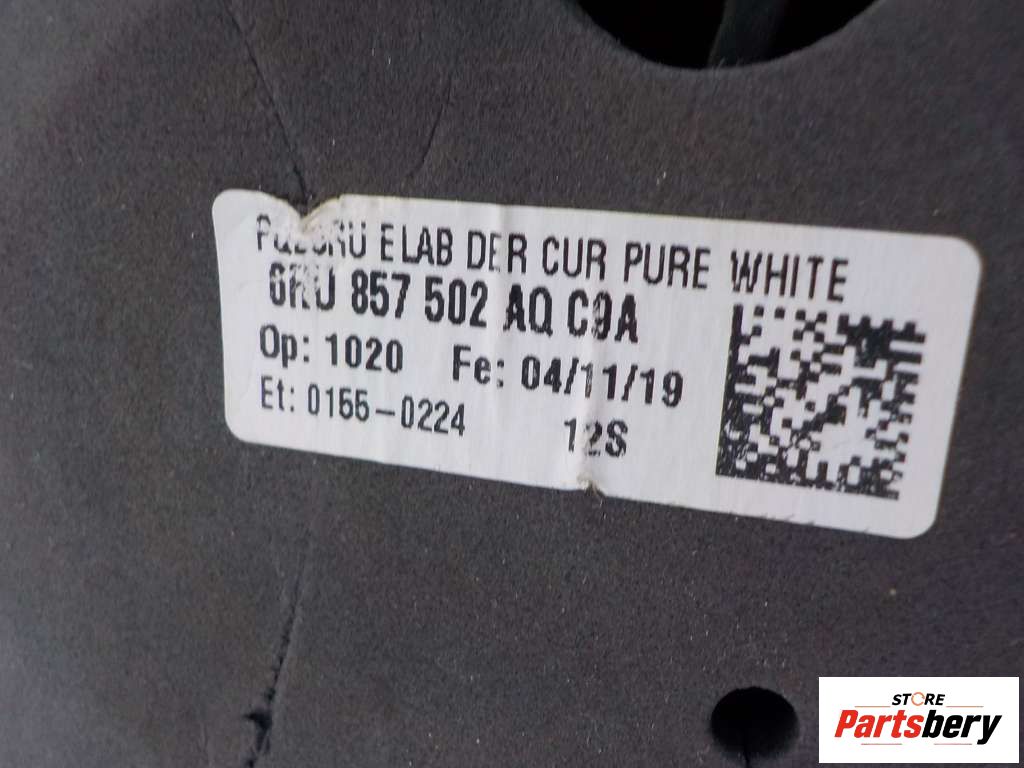 ELAB DER CUR PURE WHITE
6RU 857 502 AQ C9A
Op: 1020 Fe: 04/11/19
Et: 0155-0224 12S
STORE
Partsbery